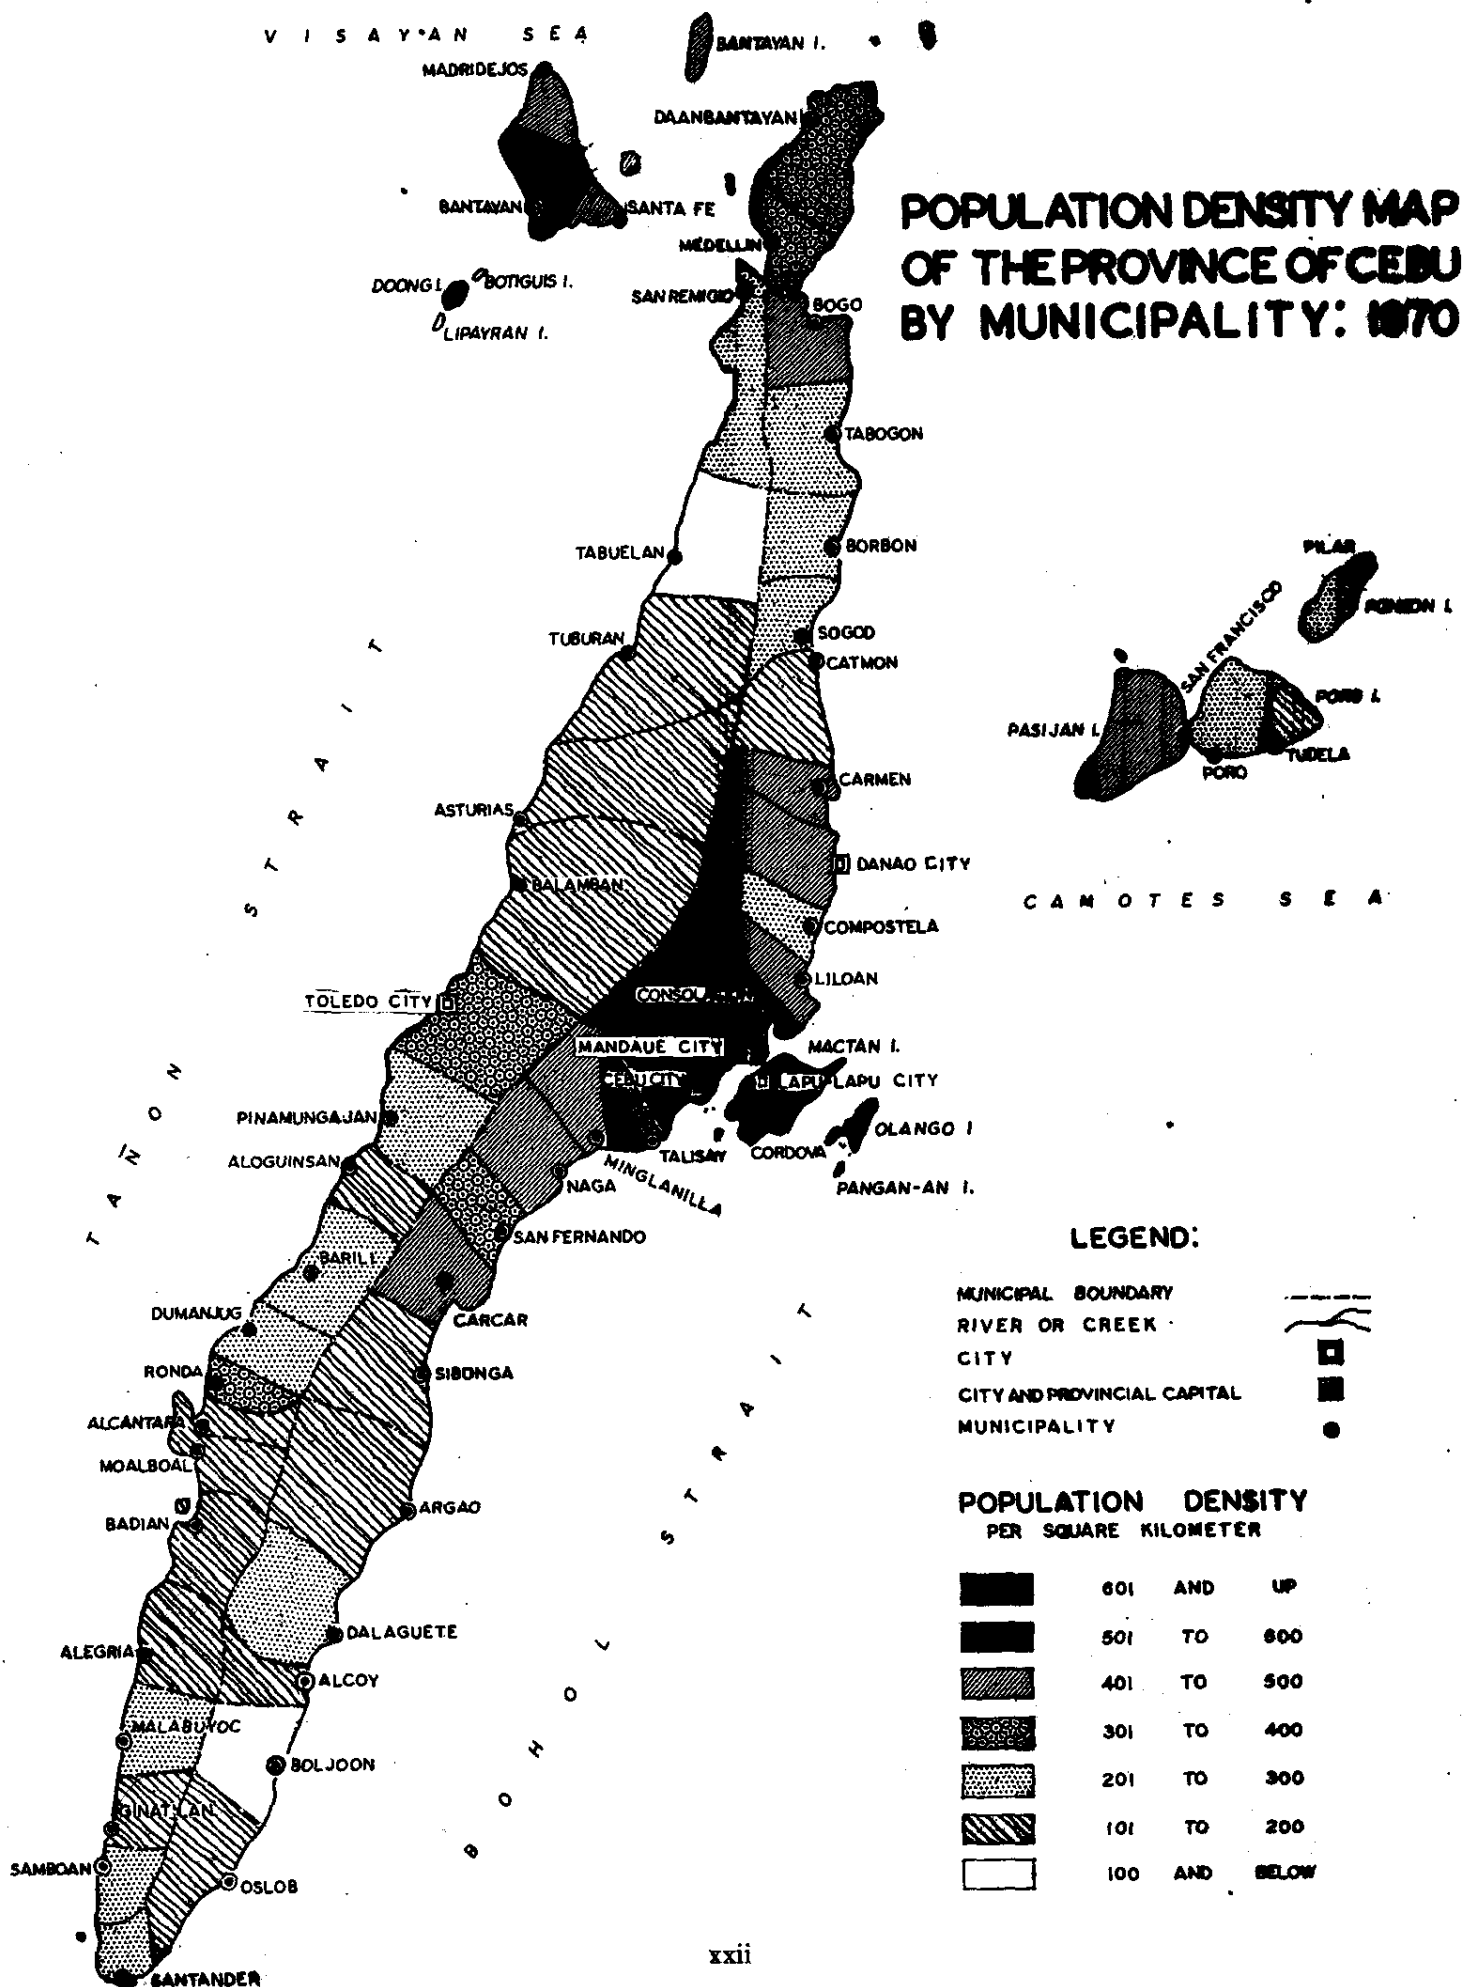 VISAYAN SEA
BANTAYAN I.
MADRIDEJOS
DAANBANTAYAN
BANTAYAN
SANTA FE
MEDELLIN
POPULATION DENSITY MAP
OF THE PROVINCE OF CEBU
BY MUNICIPALITY: 1970
DOONG I.
BOTIGUIS I.
LIPAYRAN I.
SAN REMIGIO
BOGO
TABOGON
TABUELAN
BORBON
PILAR
PONSON I.
SAN FRANCISCO
TUBURAN
SOGOD
CATMON
PORO I.
PASIJAN I.
TUDELA
PORO
CARMEN
ASTURIAS
DANAO CITY
BALAMBAN
CAMOTES SEA
COMPOSTELA
LILOAN
CONSOLACION
TOLEDO CITY
MANDAUE CITY
MACTAN I.
CEBU CITY
LAPU-LAPU CITY
PINAMUNGAJAN
OLANGO I
TALISAY
CORDOVA
ALOGUINSAN
MINGLANILLA
NAGA
PANGAN-AN I.
TAÑON STRAIT
SAN FERNANDO
BARILI
DUMANJUG
CARCAR
RONDA
SIBONGA
ALCANTARA
MOALBOAL
ARGAO
BADIAN
BOHOL STRAIT
DALAGUETE
ALEGRIA
ALCOY
MALABUYOC
BOLJOON
GINATILAN
SAMBOAN
OSLOB
SANTANDER
LEGEND:
MUNICIPAL BOUNDARY
RIVER OR CREEK
CITY
CITY AND PROVINCIAL CAPITAL
MUNICIPALITY
POPULATION DENSITY
PER SQUARE KILOMETER
601 AND UP
501 TO 600
401 TO 500
301 TO 400
201 TO 300
101 TO 200
100 AND BELOW
xxii